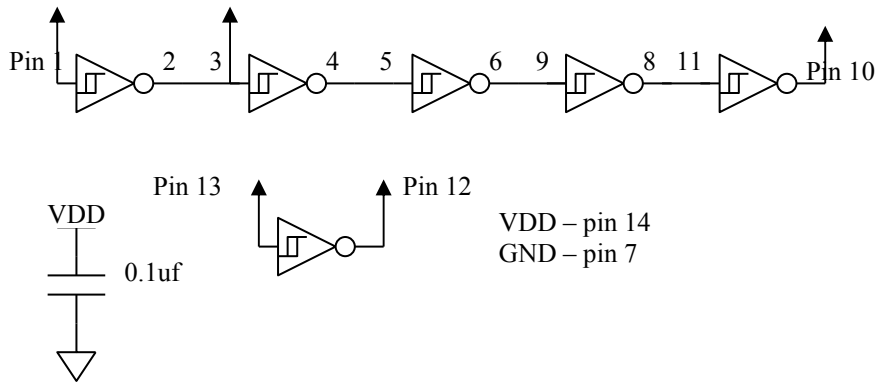 Pin 1 2 3 4 5 6 9 8 11 Pin 10
Pin 13 Pin 12
VDD
VDD – pin 14
GND – pin 7
0.1uf